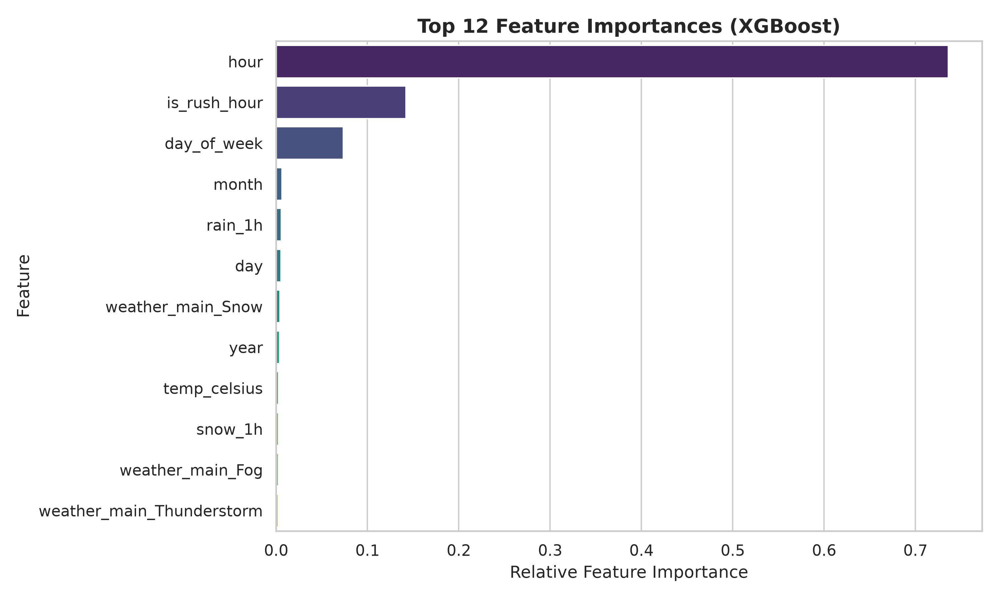 Top 12 Feature Importances (XGBoost)
hour
is_rush_hour
day_of_week
month
rain_1h
day
weather_main_Snow
year
temp_celsius
snow_1h
weather_main_Fog
weather_main_Thunderstorm
Feature
0.0 0.1 0.2 0.3 0.4 0.5 0.6 0.7
Relative Feature Importance